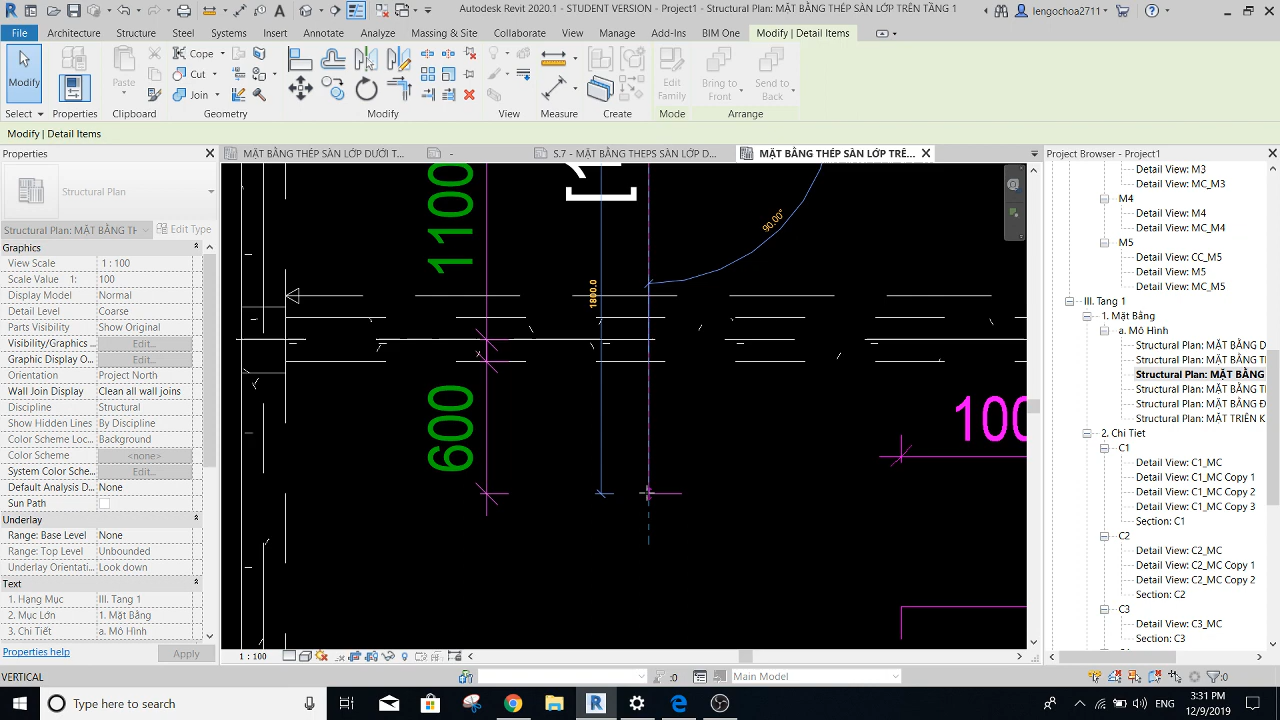 Autodesk Revit 2020.1 - STUDENT VERSION - Project1 - Structural Plan: MẶT BẰNG THÉP SÀN LỚP TRÊN TẦNG 1
lengochoa2711
File Architecture Structure Steel Systems Insert Annotate Analyze Massing & Site Collaborate View Manage Add-Ins BIM One Modify | Detail Items
Modify
Paste
Cope
Cut
Join
Edit Family
Bring to Front
Send to Back
Select Properties Clipboard Geometry Modify View Measure Create Mode Arrange
Modify | Detail Items
Properties
MẶT BẰNG THÉP SÀN LỚP DƯỚI T...
-
S.7 - MẶT BẰNG THEPS SÀN LỚP D...
MẶT BẰNG THÉP SÀN LỚP TRÊ...
Project Browser - Project1
Structural Plan
Structural Plan: MẶT BẰNG TH
Edit Type
Graphics
View Scale 1 : 100
Scale Value 1: 100
Display Model Normal
Detail Level Coarse
Parts Visibility Show Original
Visibility/Graphics ... Edit...
Graphic Display O... Edit...
Orientation Project North
Wall Join Display Clean all wall joins
Discipline Structural
Show Hidden Lines By Discipline
Color Scheme Loc... Background
Color Scheme <none>
System Color Sche... Edit...
Default Analysis D... None
Sun Path
Underlay
Range: Base Level None
Range: Top Level Unbounded
Underlay Orientati... Look down
Text
1. Hạng Mục III. Tang 1
2. Mục Lớn 1. Mặt Bằng
3. Chi Tiết a. Mô Hình
Properties help
Apply
1100
600
1800.0
90.00°
100
Detail View: M3
Detail View: MC_M3
M4
Detail View: M4
Detail View: MC_M4
M5
Detail View: CC_M5
Detail View: M5
Detail View: MC_M5
III. Tang 1
1. Mặt Bằng
a. Mô Hình
Structural Plan: MẶT BẰNG D
Structural Plan: MẶT BẰNG T
Structural Plan: MẶT BẰNG
Structural Plan: MẶT BẰNG TI
Structural Plan: MẶT BẰNG Đ
Structural Plan: MẶT TRIỂN K
2. Chi Tiết
C1
Detail View: C1_MC
Detail View: C1_MC Copy 1
Detail View: C1_MC Copy 2
Detail View: C1_MC Copy 3
Section: C1
C2
Detail View: C2_MC
Detail View: C2_MC Copy 1
Detail View: C2_MC Copy 2
Section: C2
C3
Detail View: C3_MC
Section: C3
1 : 100
VERTICAL
:0
Main Model
:0
Type here to search
3:31 PM
12/9/2019